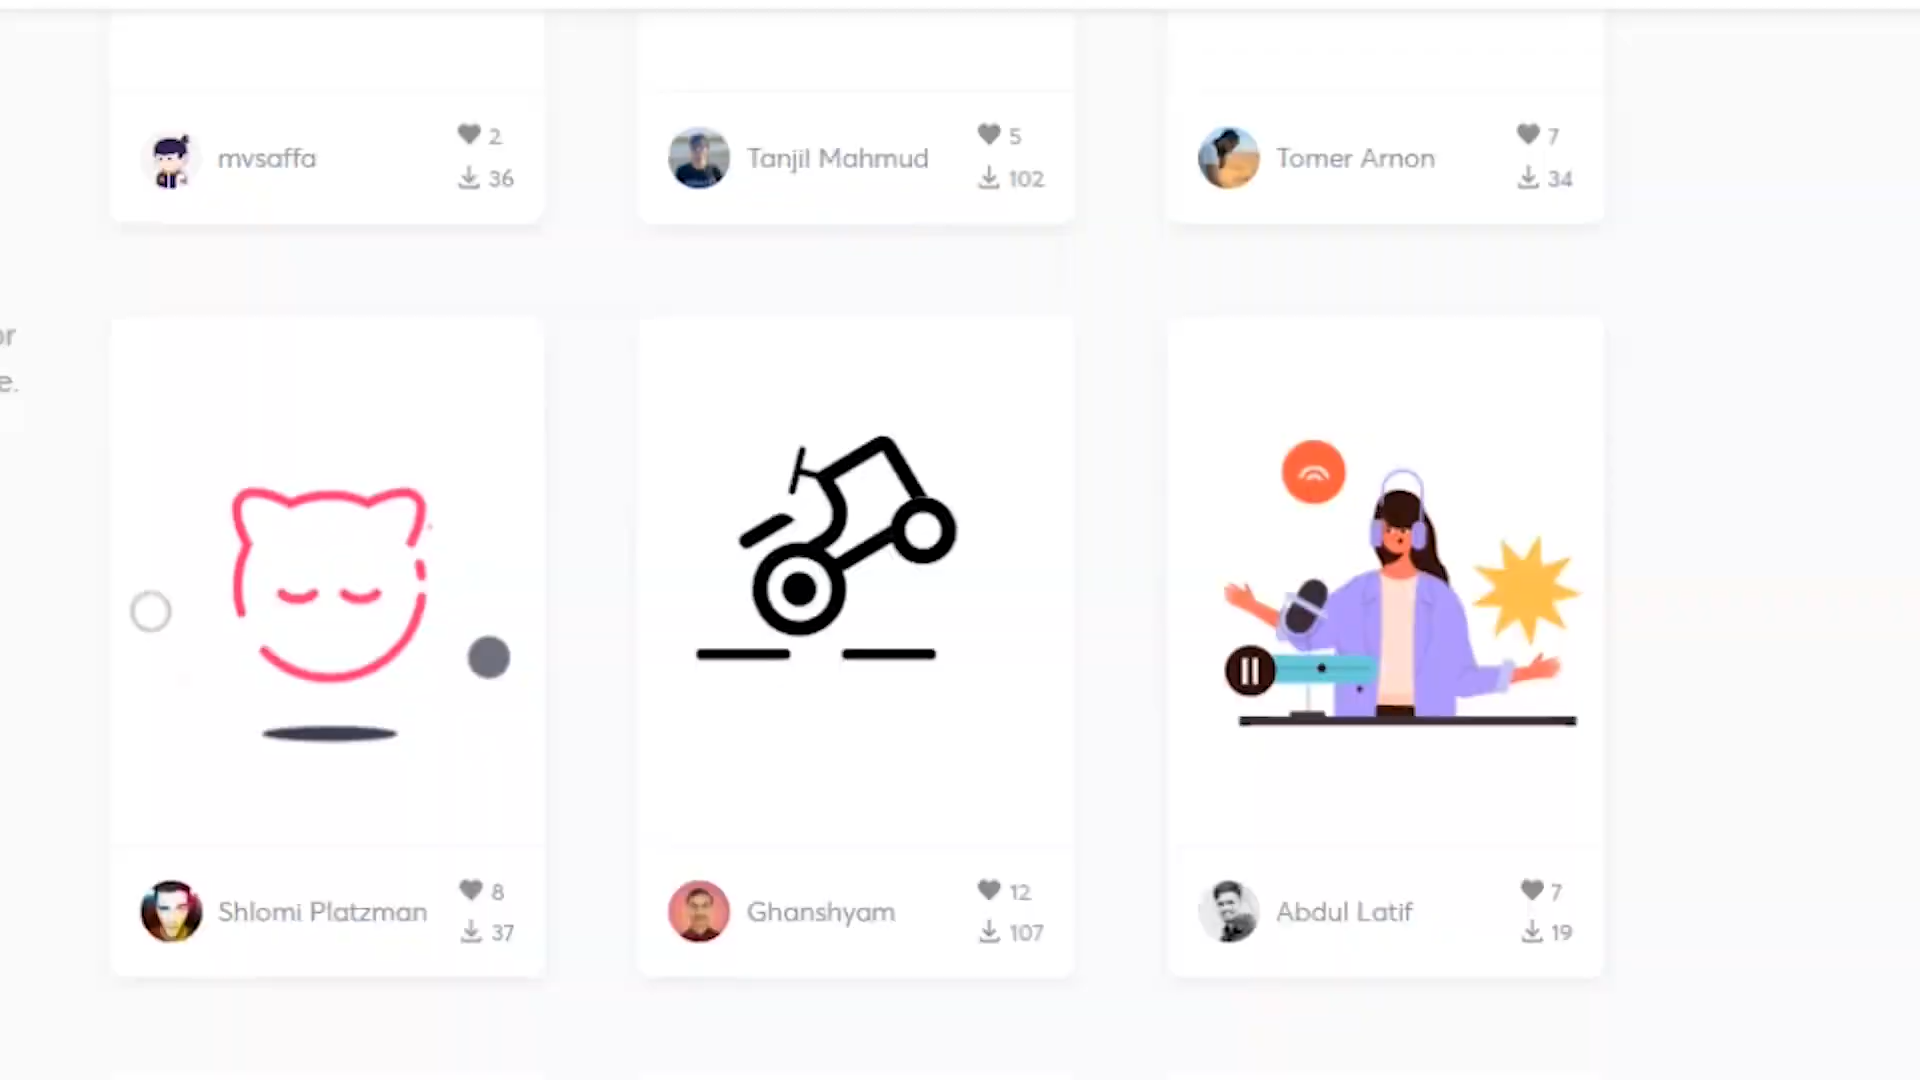 mvsaffa
2
36
Tanjil Mahmud
5
102
Tomer Arnon
7
34
or
e.
Shlomi Platzman
8
37
Ghanshyam
12
107
Abdul Latif
7
19